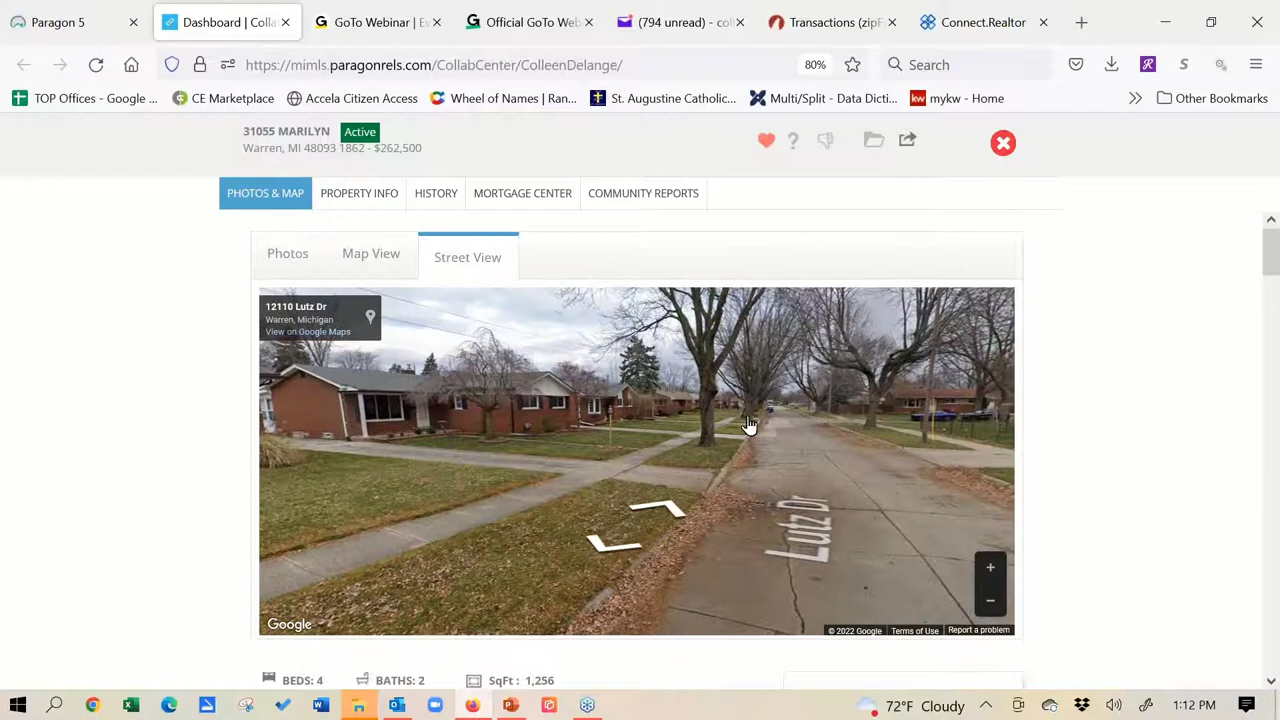 Paragon 5
Dashboard | Colla
GoTo Webinar | Ev
Official GoTo Web
(794 unread) - col
Transactions (zipF
Connect.Realtor
https://mimls.paragonrels.com/CollabCenter/ColleenDelange/
80%
Search
TOP Offices - Google ...
CE Marketplace
Accela Citizen Access
Wheel of Names | Ran...
St. Augustine Catholic...
Multi/Split - Data Dicti...
mykw - Home
Other Bookmarks
31055 MARILYN
Active
Warren, MI 48093 1862 - $262,500
PHOTOS & MAP
PROPERTY INFO
HISTORY
MORTGAGE CENTER
COMMUNITY REPORTS
Photos
Map View
Street View
12110 Lutz Dr
Warren, Michigan
View on Google Maps
Lutz Dr
Google
© 2022 Google
Terms of Use
Report a problem
BEDS: 4
BATHS: 2
SqFt : 1,256
72°F Cloudy
1:12 PM